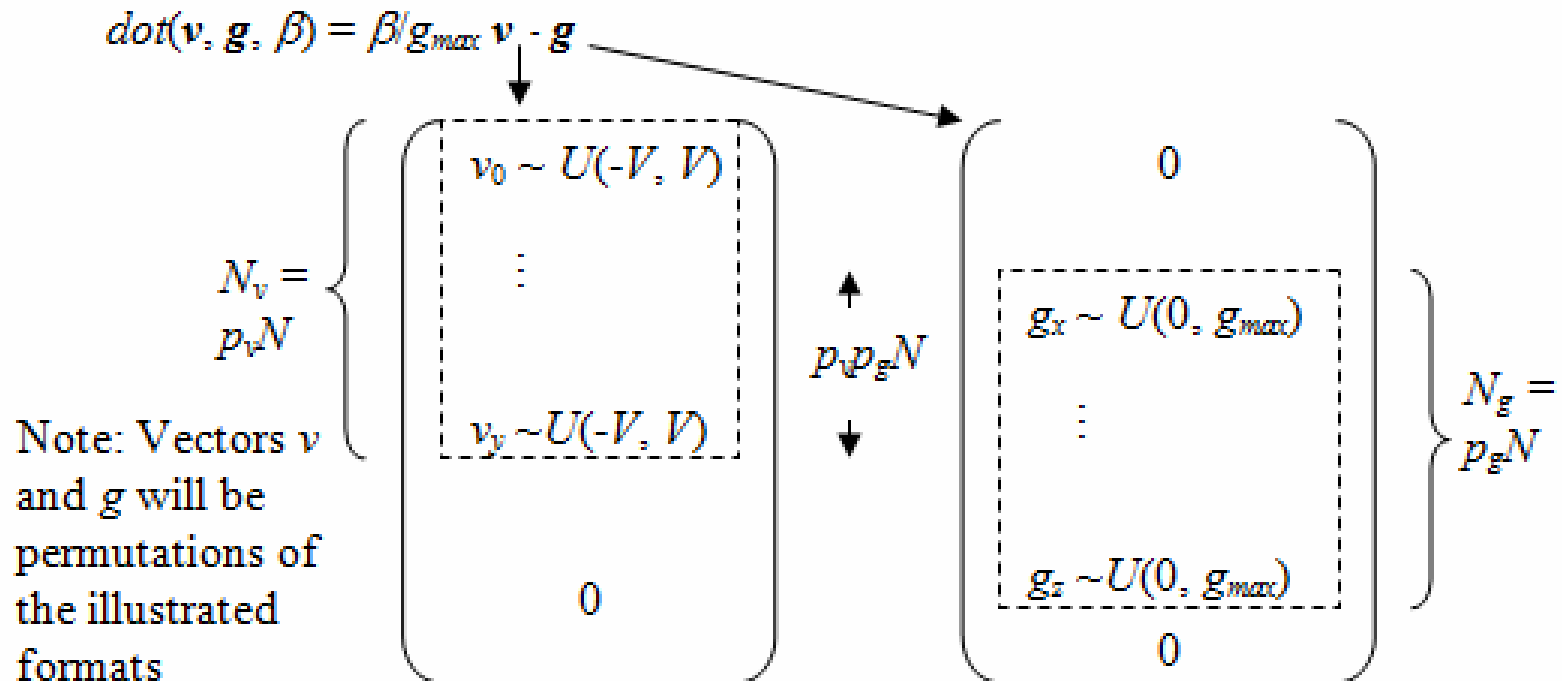 dot(v, g, β) = β/gmax v · g
v0 ~ U(-V, V)
⋮
vy ~U(-V, V)
0
Nv =
pvN
pvpgN
0
gx ~ U(0, gmax)
⋮
gz ~U(0, gmax)
0
Ng =
pgN
Note: Vectors v
and g will be
permutations of
the illustrated
formats